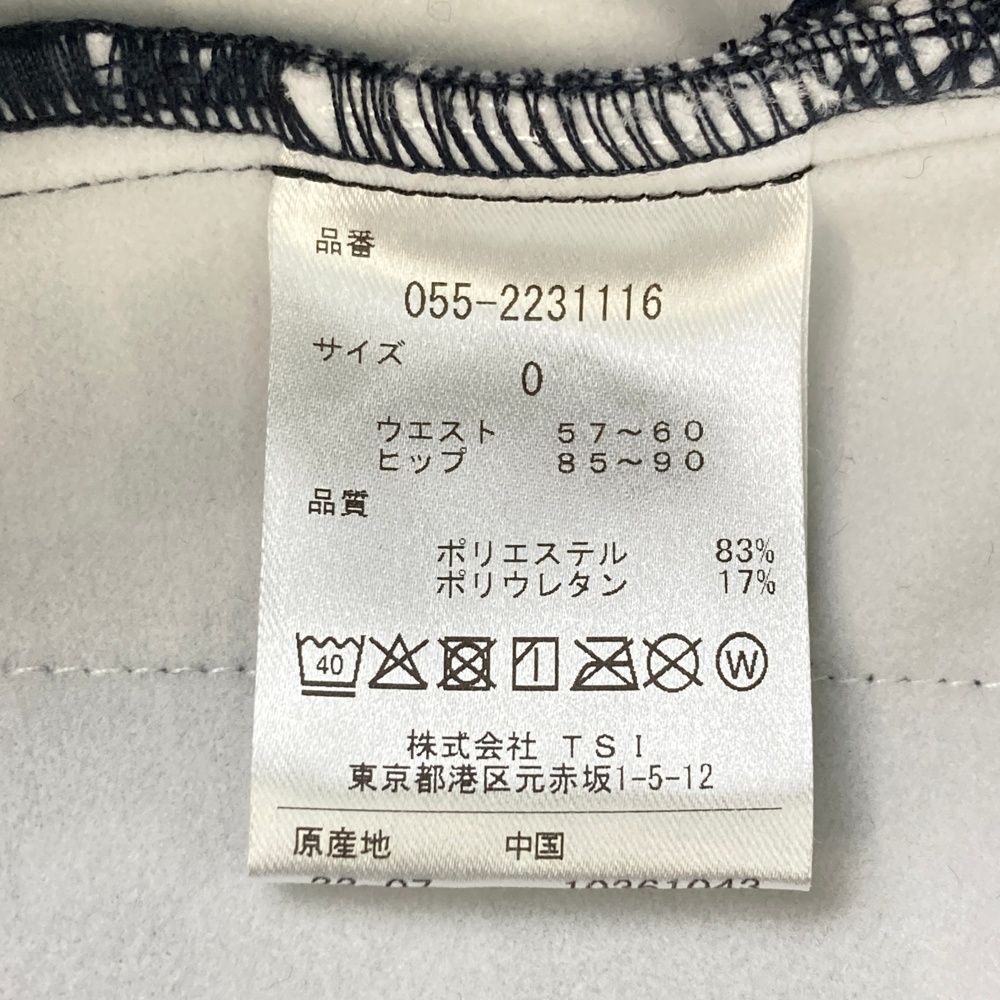 品番
055-2231116
サイズ
0
ウエスト 57～60
ヒップ 85～90
品質
ポリエステル 83%
ポリウレタン 17%
40 W
株式会社 TSI
東京都港区元赤坂1-5-12
原産地 中国